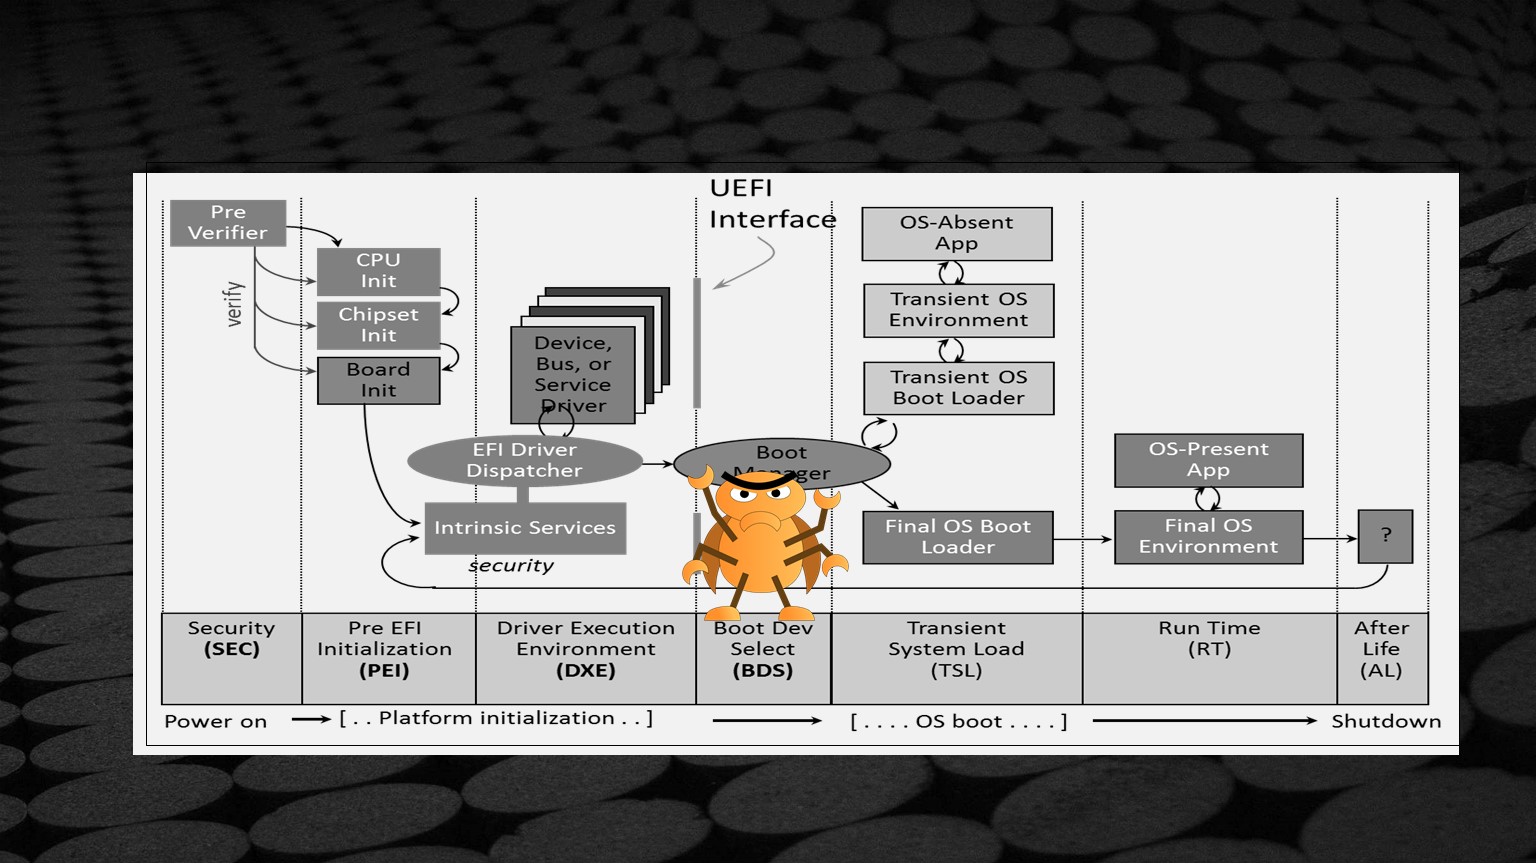 UEFI
Interface
Pre
Verifier
verify
CPU
Init
Chipset
Init
Board
Init
Device,
Bus, or
Service
Driver
EFI Driver
Dispatcher
Intrinsic Services
security
Boot
Manager
OS-Absent
App
Transient OS
Environment
Transient OS
Boot Loader
Final OS Boot
Loader
OS-Present
App
Final OS
Environment
?
Security
(SEC)
Pre EFI
Initialization
(PEI)
Driver Execution
Environment
(DXE)
Boot Dev
Select
(BDS)
Transient
System Load
(TSL)
Run Time
(RT)
After
Life
(AL)
Power on
[ . . Platform initialization . . ]
[ . . . . OS boot . . . . ]
Shutdown